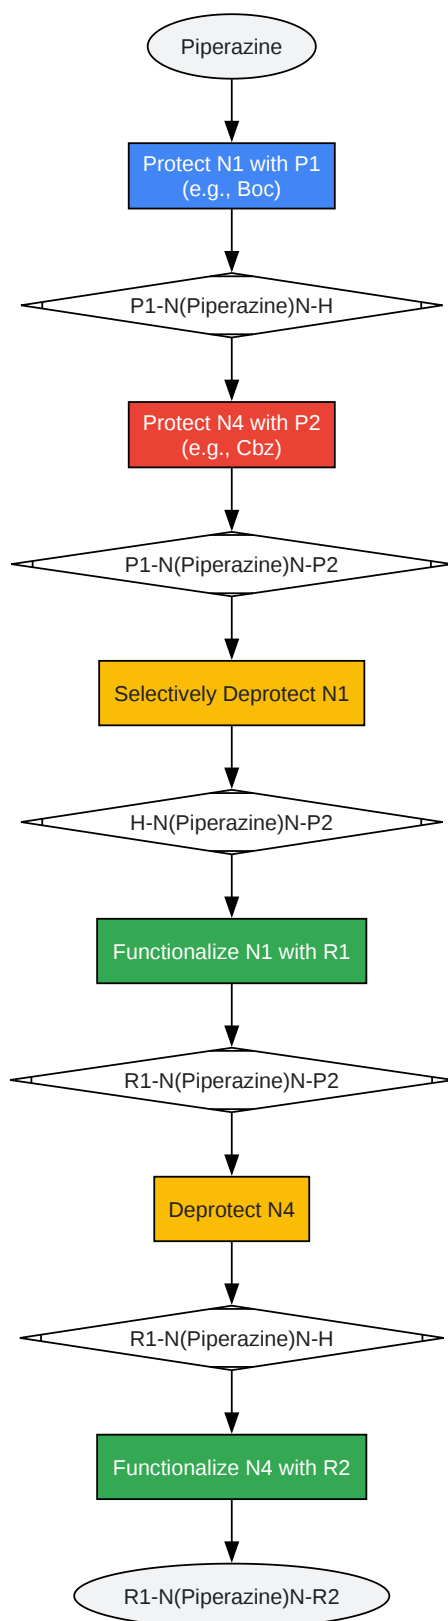 Piperazine
Protect N1 with P1
(e.g., Boc)
P1-N(Piperazine)N-H
Protect N4 with P2
(e.g., Cbz)
P1-N(Piperazine)N-P2
Selectively Deprotect N1
H-N(Piperazine)N-P2
Functionalize N1 with R1
R1-N(Piperazine)N-P2
Deprotect N4
R1-N(Piperazine)N-H
Functionalize N4 with R2
R1-N(Piperazine)N-R2